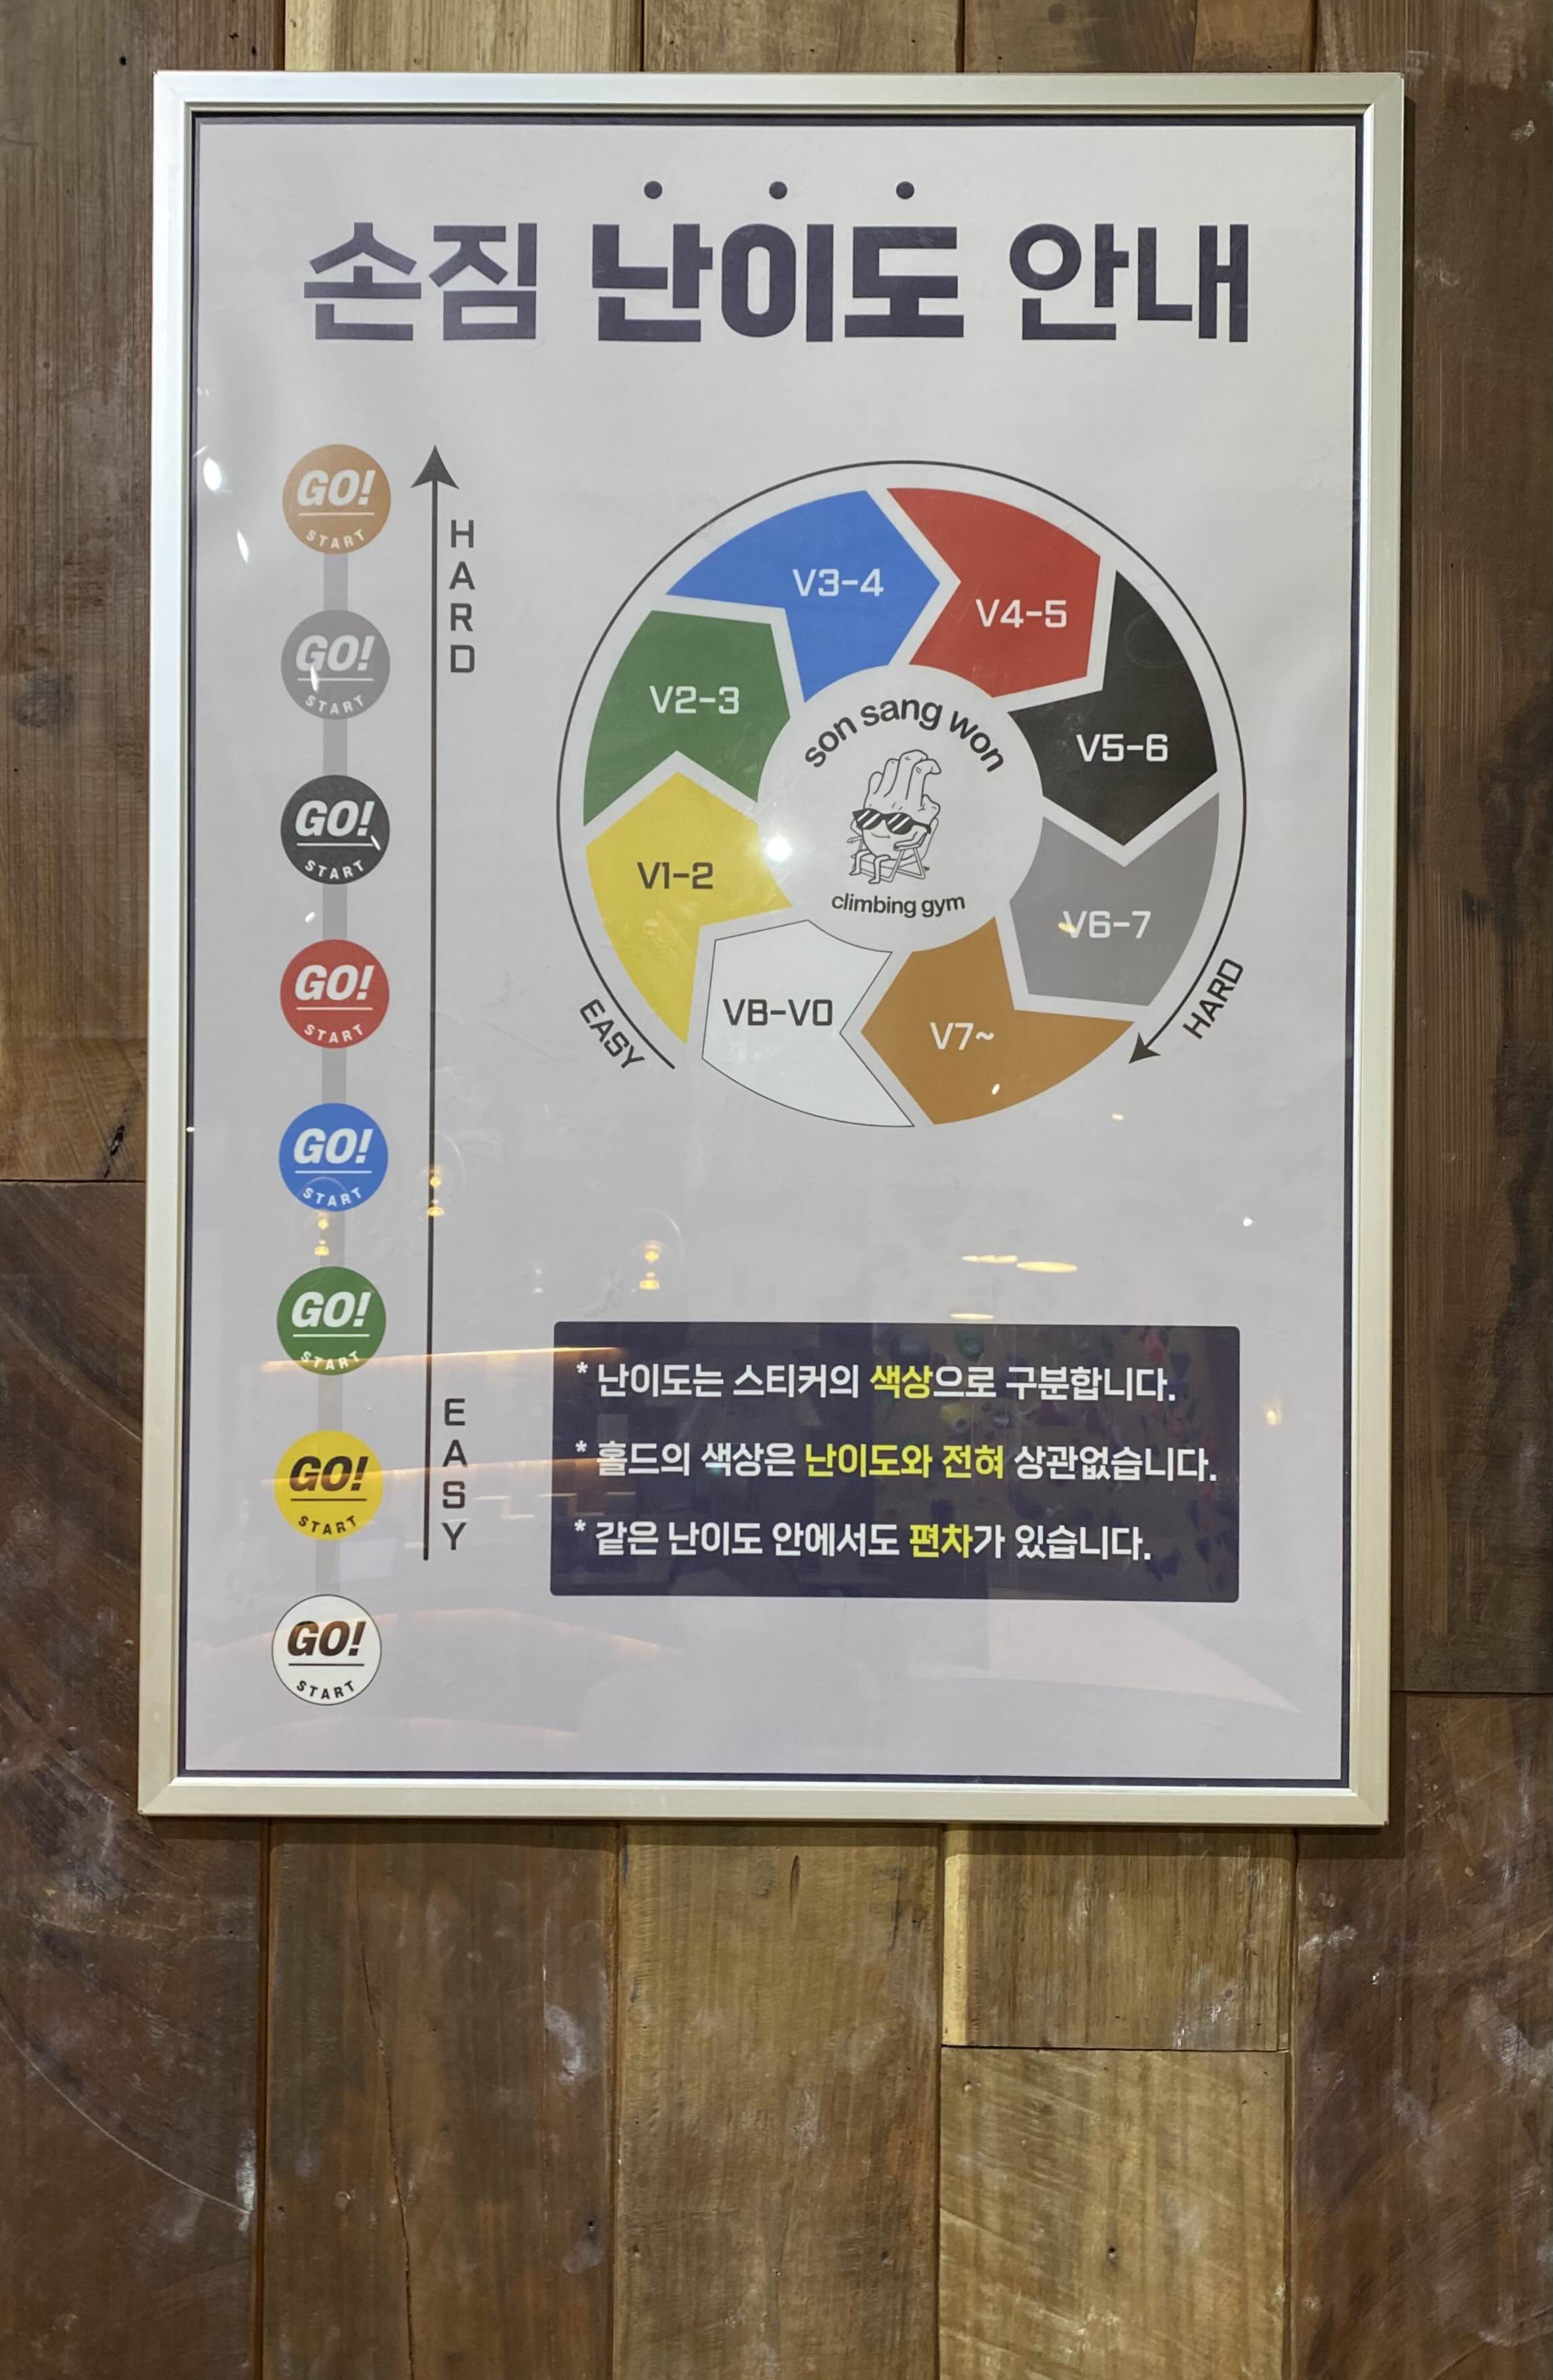 손짐 난이도 안내
GO!
START
GO!
START
GO!
START
GO!
START
GO!
START
GO!
START
GO!
START
GO!
START
HARD
EASY
V3-4
V4-5
V2-3
V5-6
V1-2
V6-7
VB-V0
V7~
son sang won
climbing gym
EASY
HARD
* 난이도는 스티커의 색상으로 구분합니다.
* 홀드의 색상은 난이도와 전혀 상관없습니다.
* 같은 난이도 안에서도 편차가 있습니다.